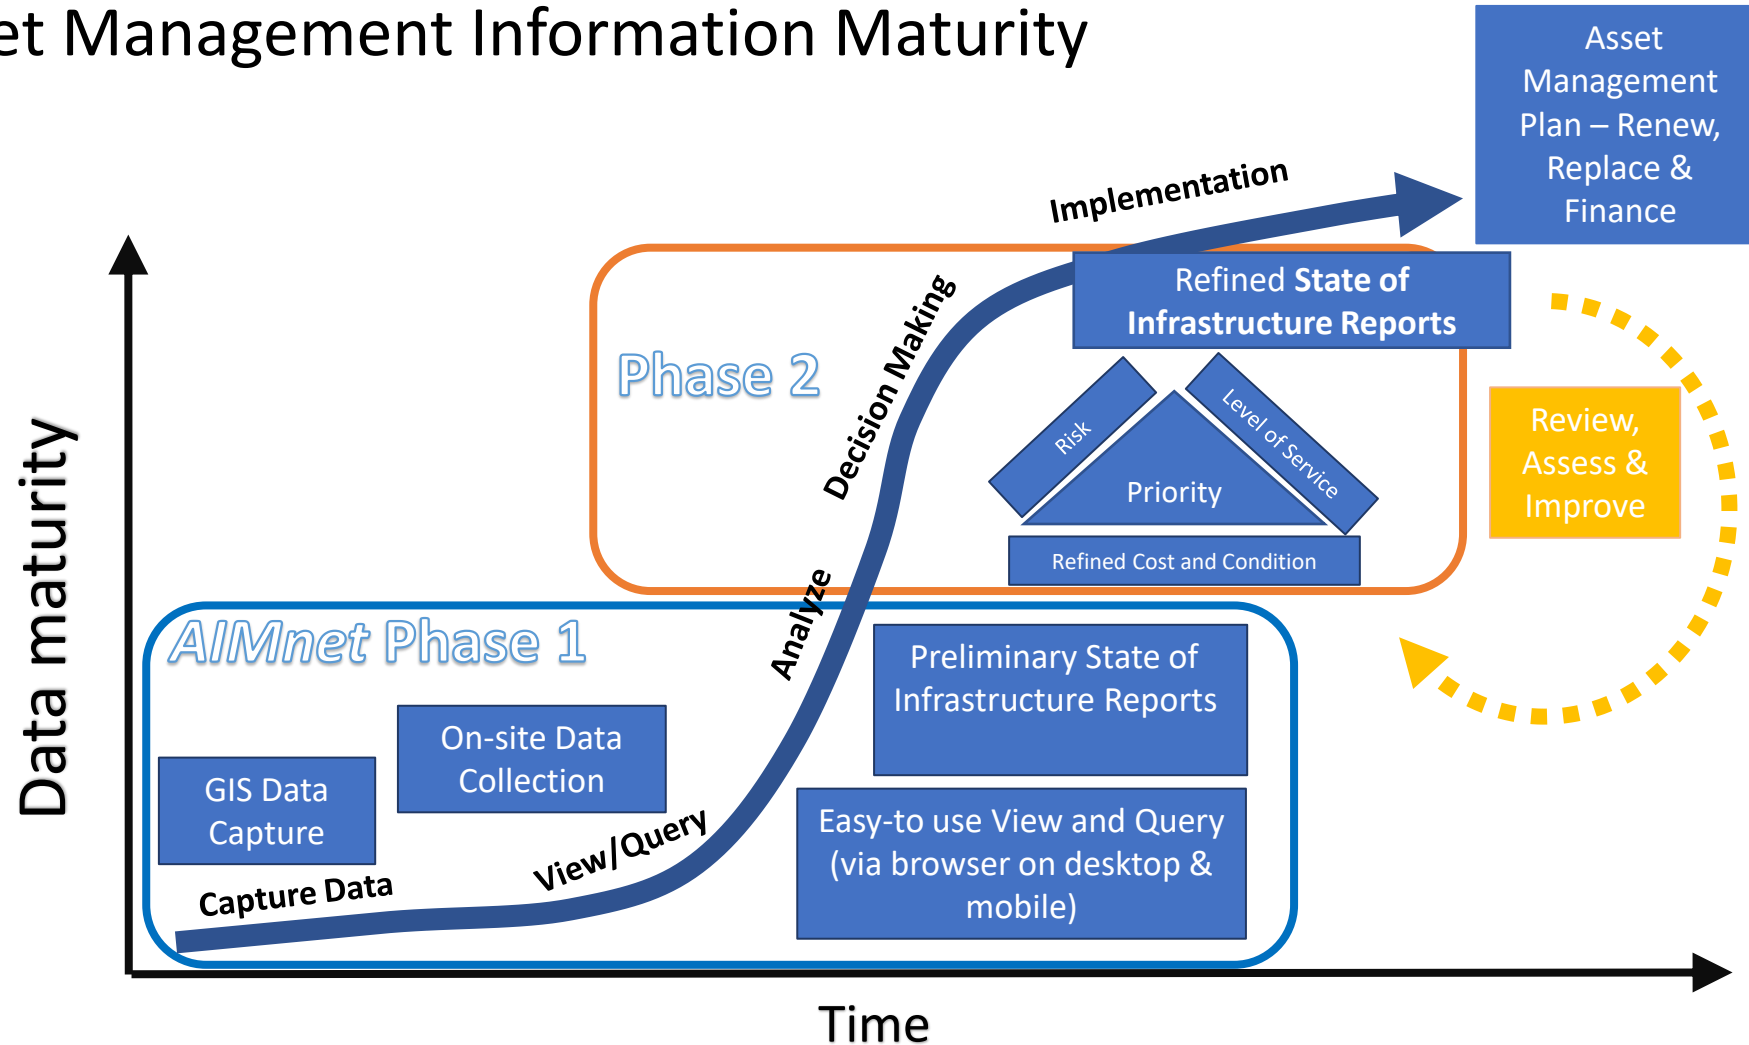 et Management Information Maturity
Asset
Management
Plan – Renew,
Replace &
Finance
Implementation
Refined State of
Infrastructure Reports
Phase 2
Decision Making
Risk
Level of Service
Priority
Refined Cost and Condition
Review,
Assess &
Improve
Data maturity
AIMnet Phase 1
Analyze
Preliminary State of
Infrastructure Reports
On-site Data
Collection
GIS Data
Capture
Easy-to use View and Query
(via browser on desktop &
mobile)
View/Query
Capture Data
Time